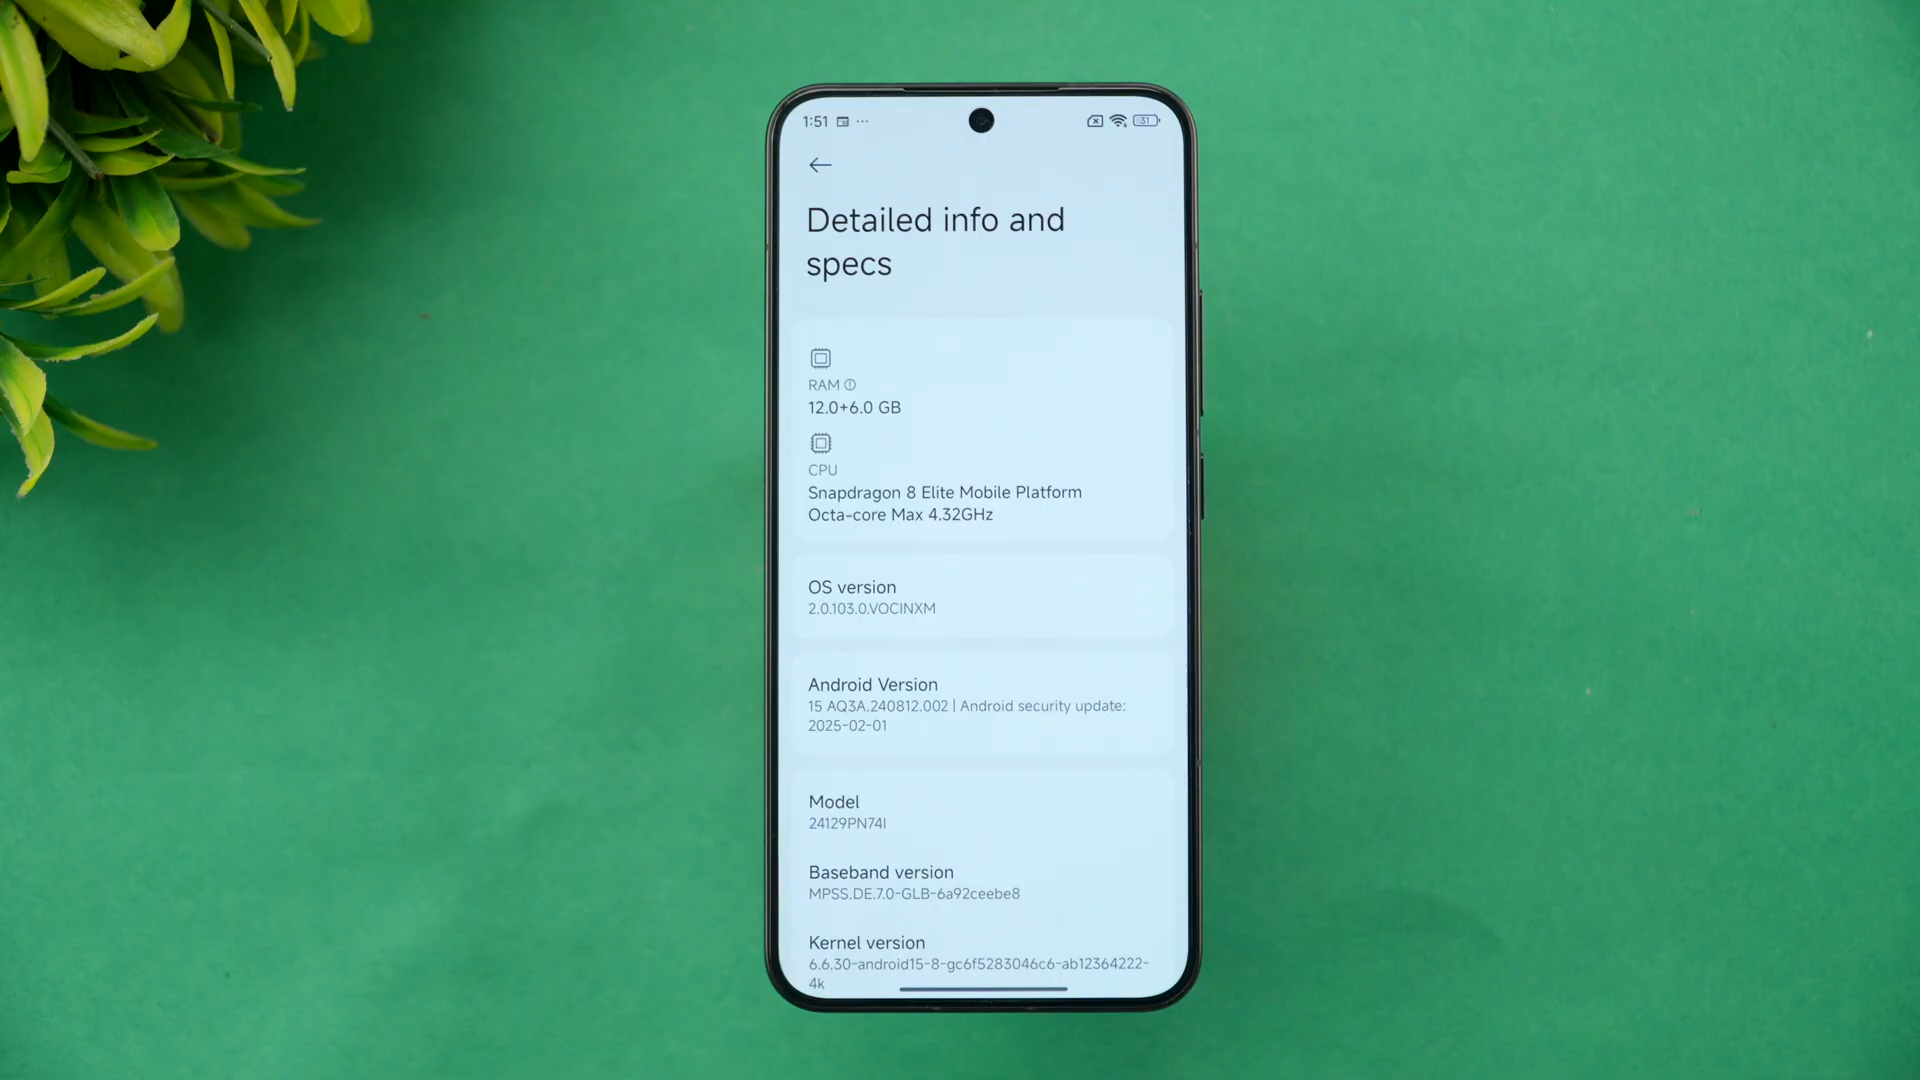 1:51
31
Detailed info and
specs
RAM
12.0+6.0 GB
CPU
Snapdragon 8 Elite Mobile Platform
Octa-core Max 4.32GHz
OS version
2.0.103.0.VOCINXM
Android Version
15 AQ3A.240812.002 | Android security update:
2025-02-01
Model
24129PN74I
Baseband version
MPSS.DE.7.0-GLB-6a92ceebe8
Kernel version
6.6.30-android15-8-gc6f5283046c6-ab12364222-
4k